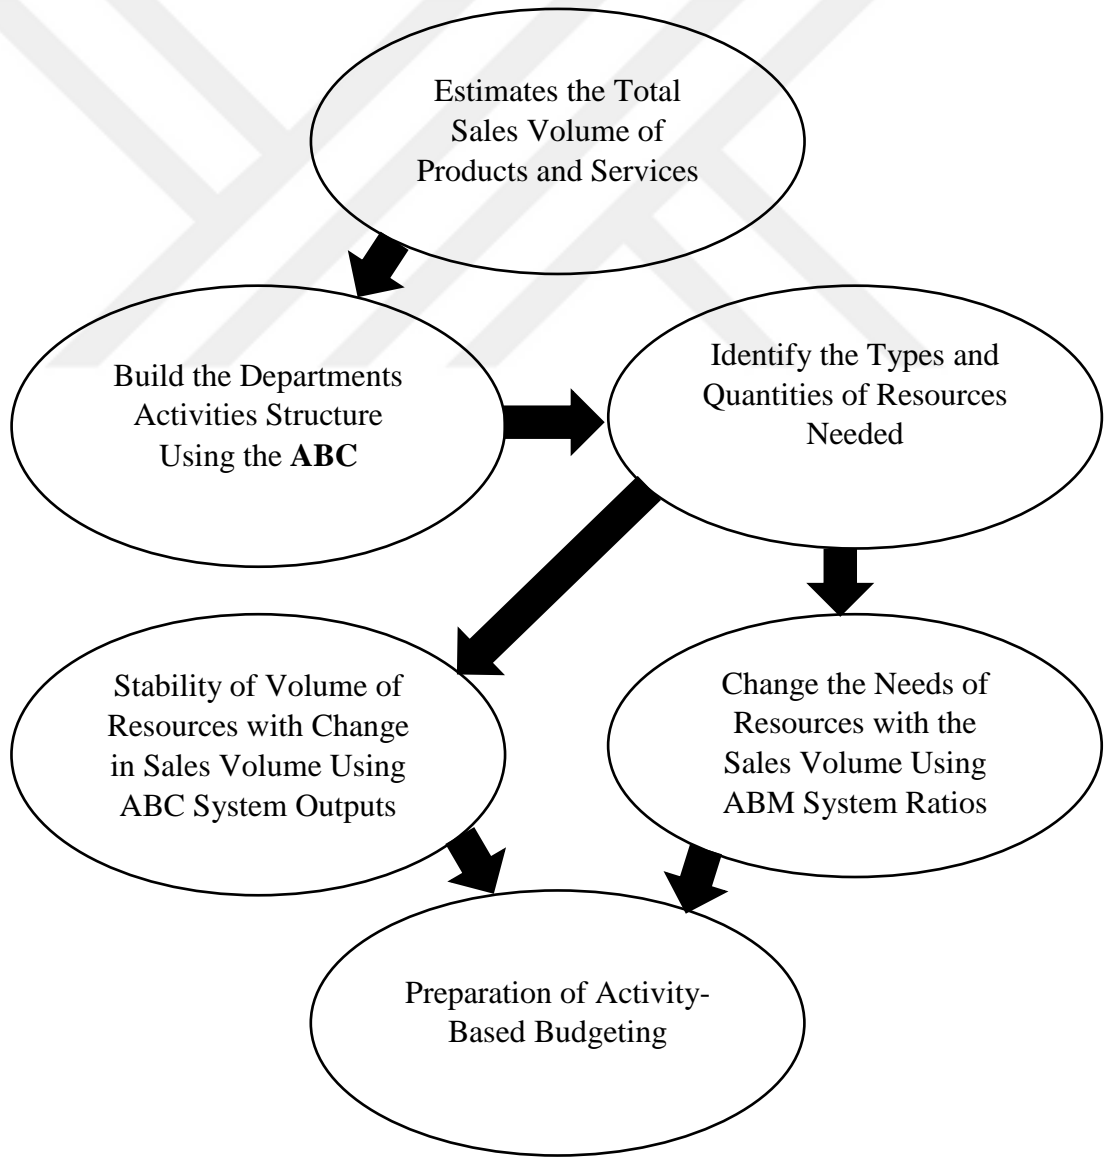 Estimates the Total
Sales Volume of
Products and Services
Build the Departments
Activities Structure
Using the ABC
Identify the Types and
Quantities of Resources
Needed
Stability of Volume of
Resources with Change
in Sales Volume Using
ABC System Outputs
Change the Needs of
Resources with the
Sales Volume Using
ABM System Ratios
Preparation of Activity-
Based Budgeting